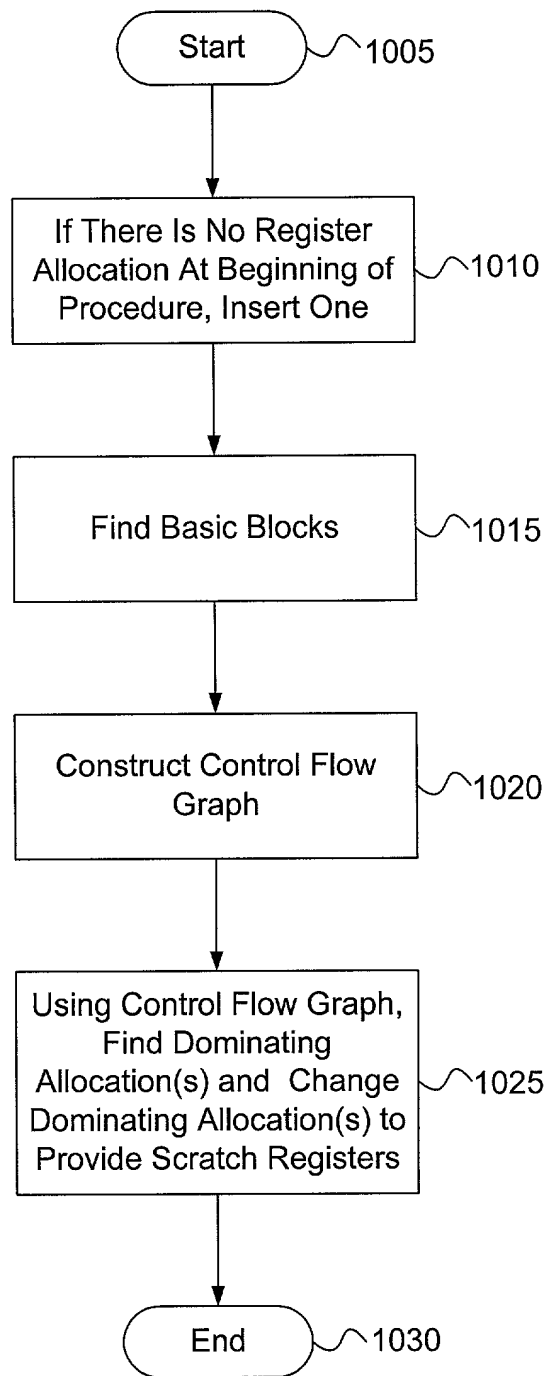 Start
1005
If There Is No Register
Allocation At Beginning of
Procedure, Insert One
1010
Find Basic Blocks
1015
Construct Control Flow
Graph
1020
Using Control Flow Graph,
Find Dominating
Allocation(s) and Change
Dominating Allocation(s) to
Provide Scratch Registers
1025
End
1030